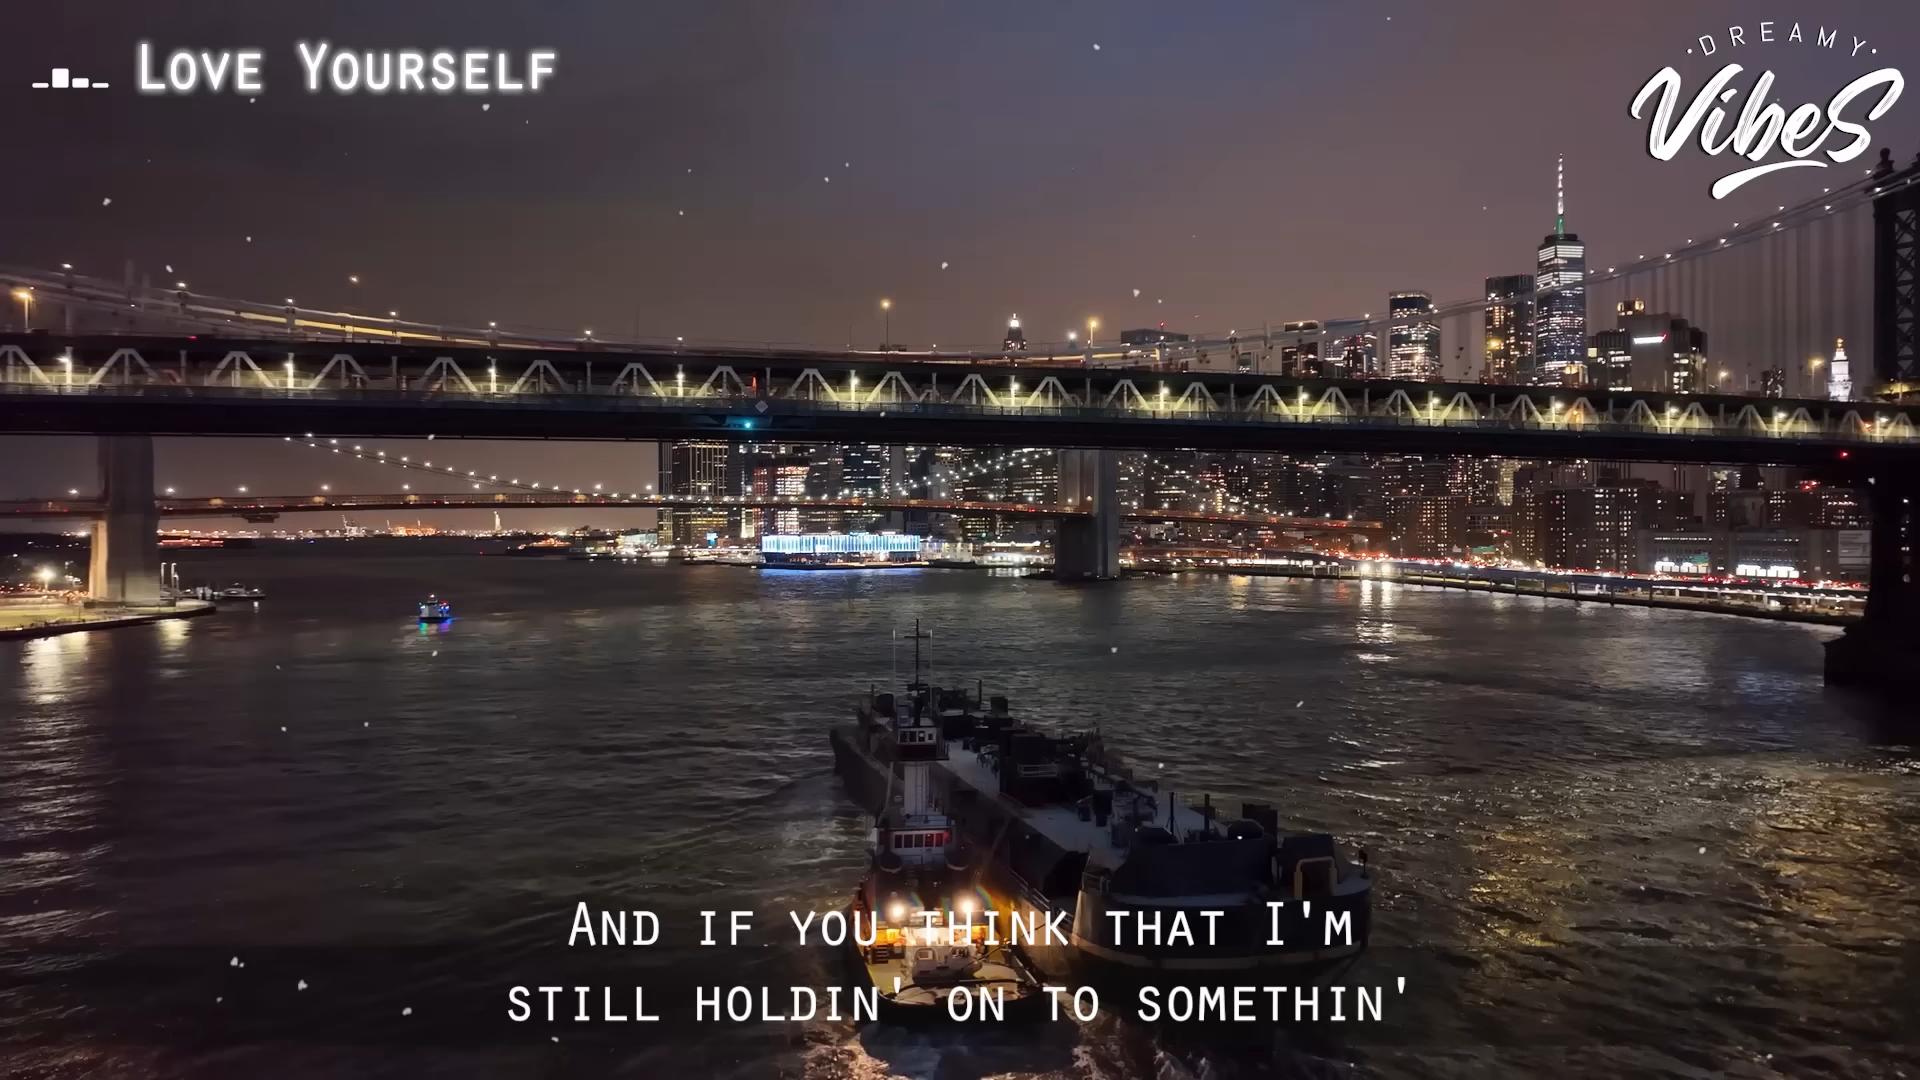 Love Yourself
DREAMY
Vibes
And if you think that I'm
still holdin' on to somethin'